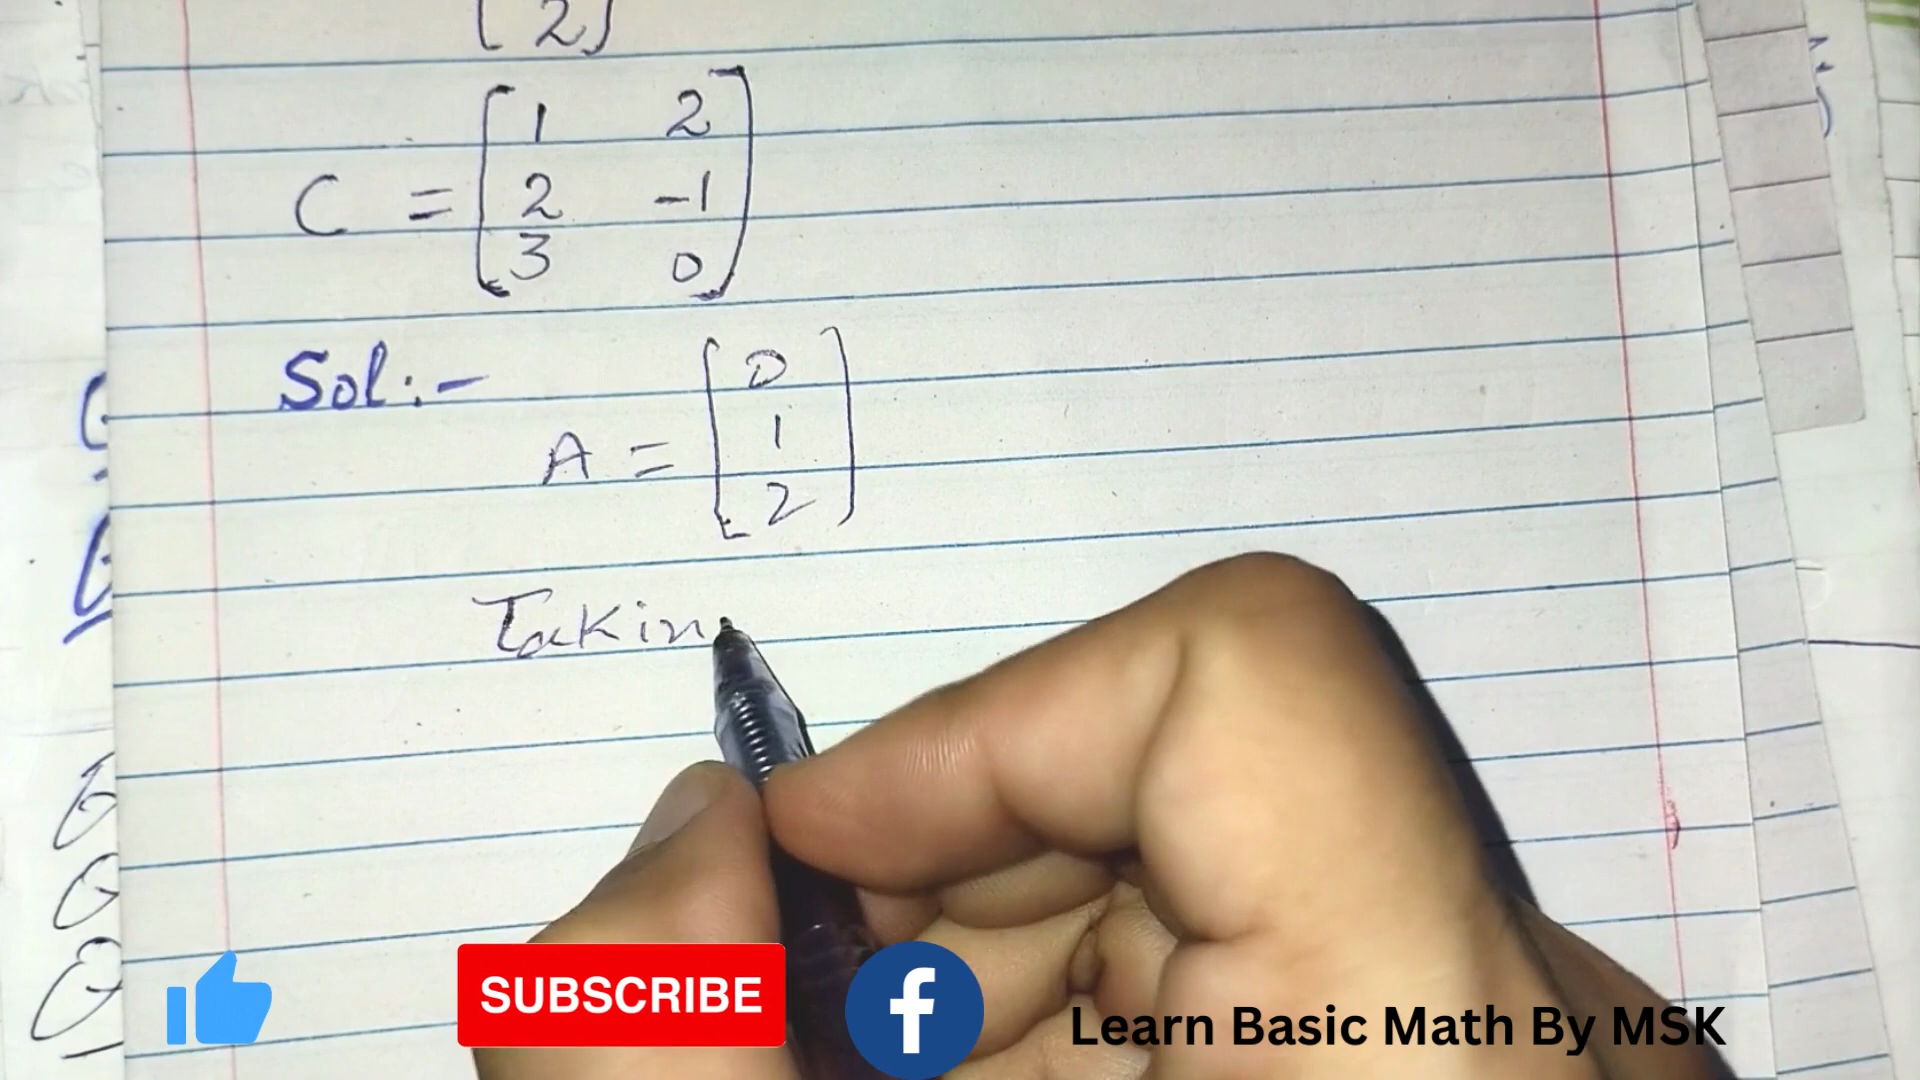 2
C = [ 1 2
2 -1
3 0 ]
Sol:-
A = [ 0
1
2 ]
Takin
SUBSCRIBE
f
Learn Basic Math By MSK